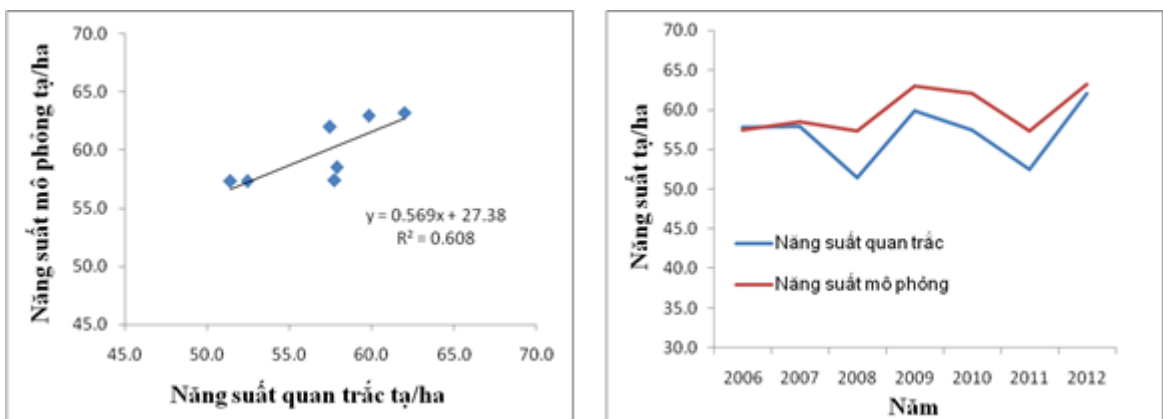 Năng suất mô phỏng tạ/ha
70.0
65.0
60.0
55.0
50.0
45.0
y = 0.569x + 27.38
R² = 0.608
45.0 50.0 55.0 60.0 65.0 70.0
Năng suất quan trắc tạ/ha
Năng suất tạ/ha
70.0
65.0
60.0
55.0
50.0
45.0
40.0
35.0
30.0
Năng suất quan trắc
Năng suất mô phỏng
2006 2007 2008 2009 2010 2011 2012
Năm